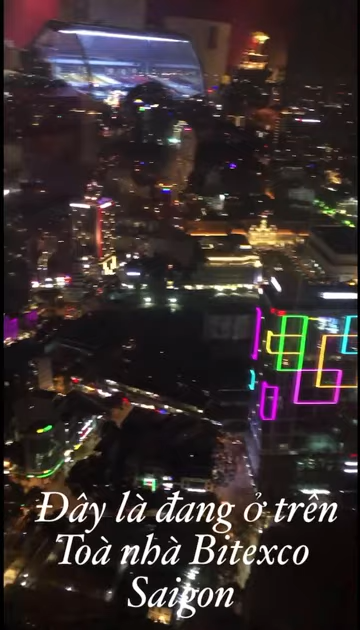 Đây là đang ở trên
Toà nhà Bitexco
Saigon